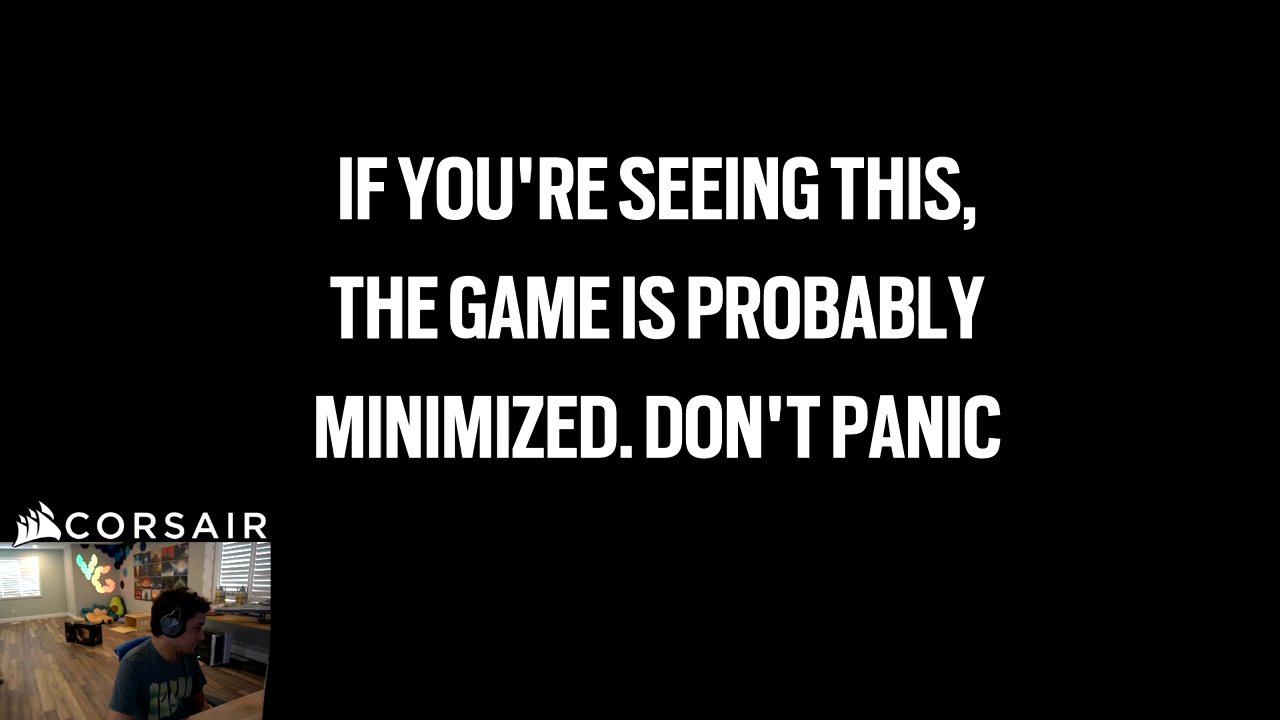 IF YOU'RE SEEING THIS,
THE GAME IS PROBABLY
MINIMIZED. DON'T PANIC
CORSAIR